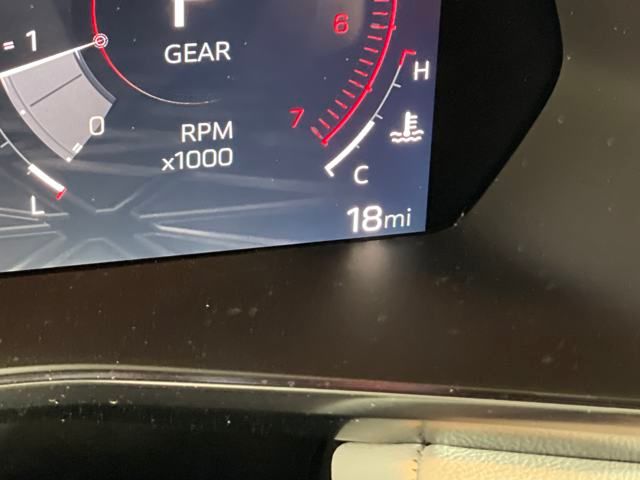 = 1
GEAR
0
RPM
x1000
L
6
7
H
C
18mi